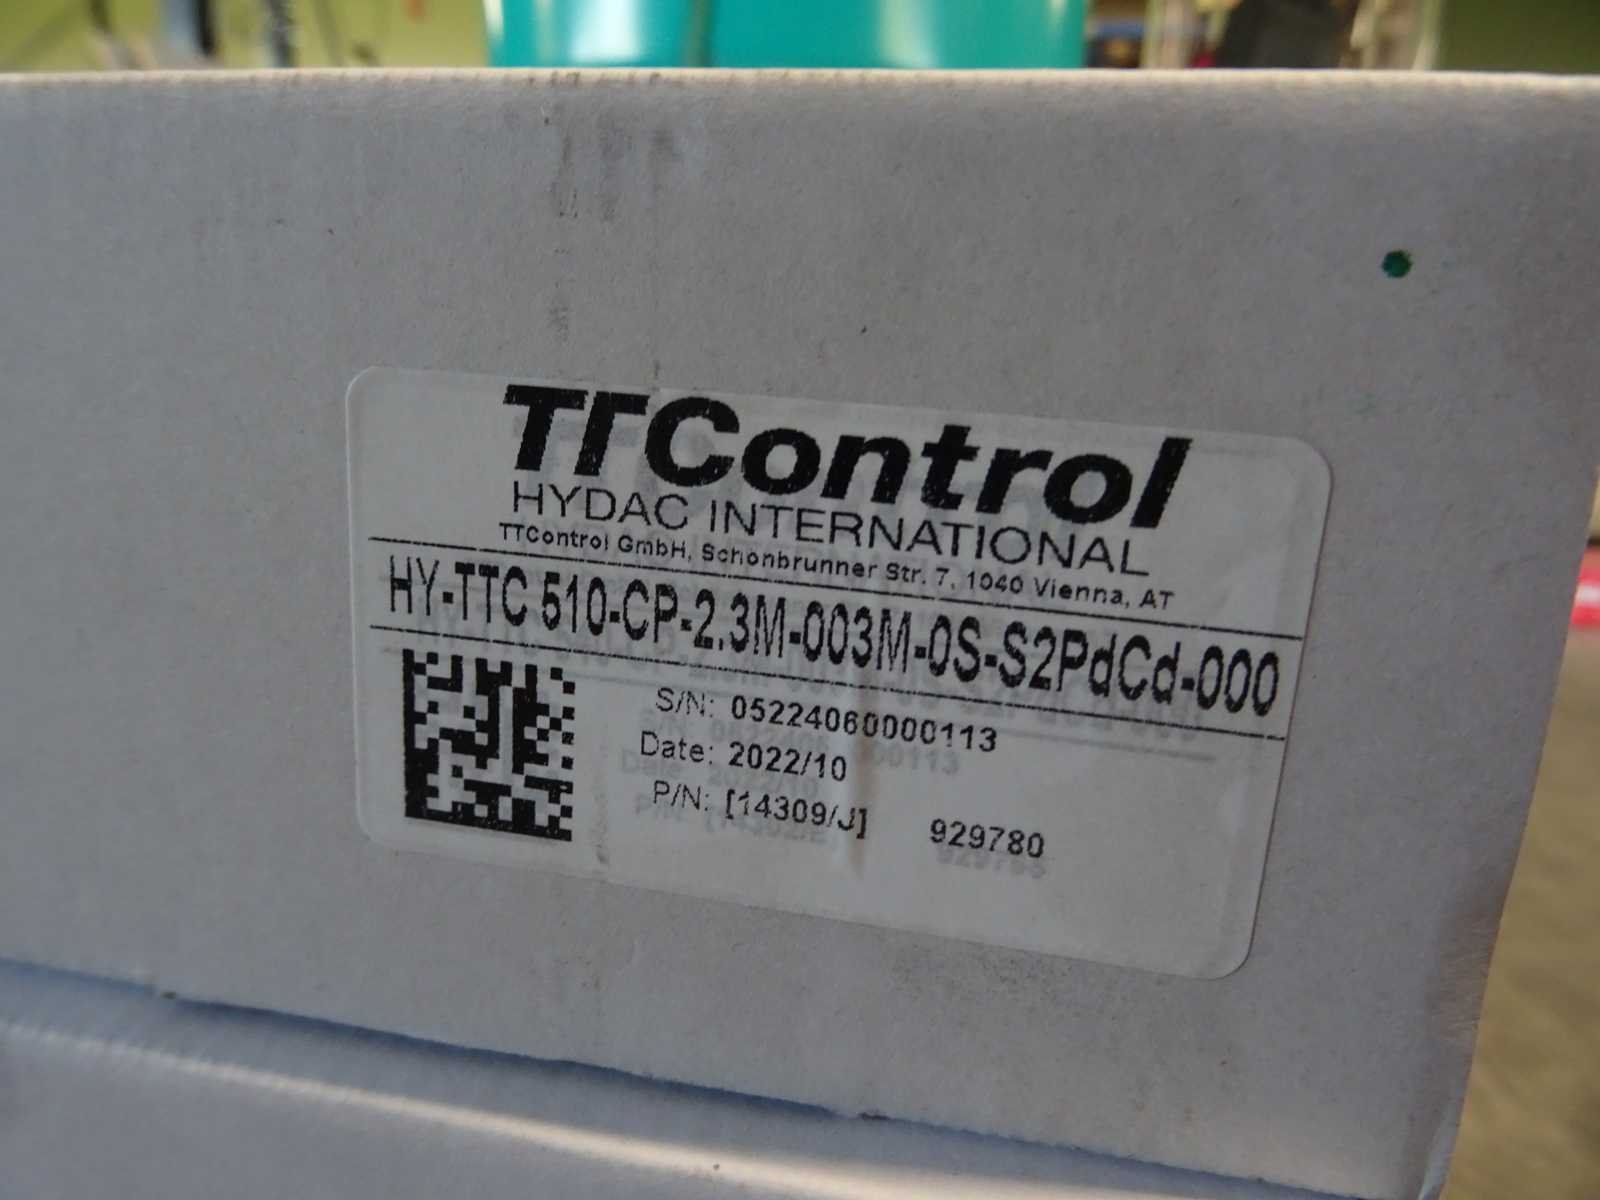 TTControl
HYDAC INTERNATIONAL
TTControl GmbH, Schönbrunner Str. 7, 1040 Vienna, AT
HY-TTC 510-CP-2.3M-003M-0S-S2PdCd-000
S/N: 05224060000113
Date: 2022/10
P/N: [14309/J] 929780